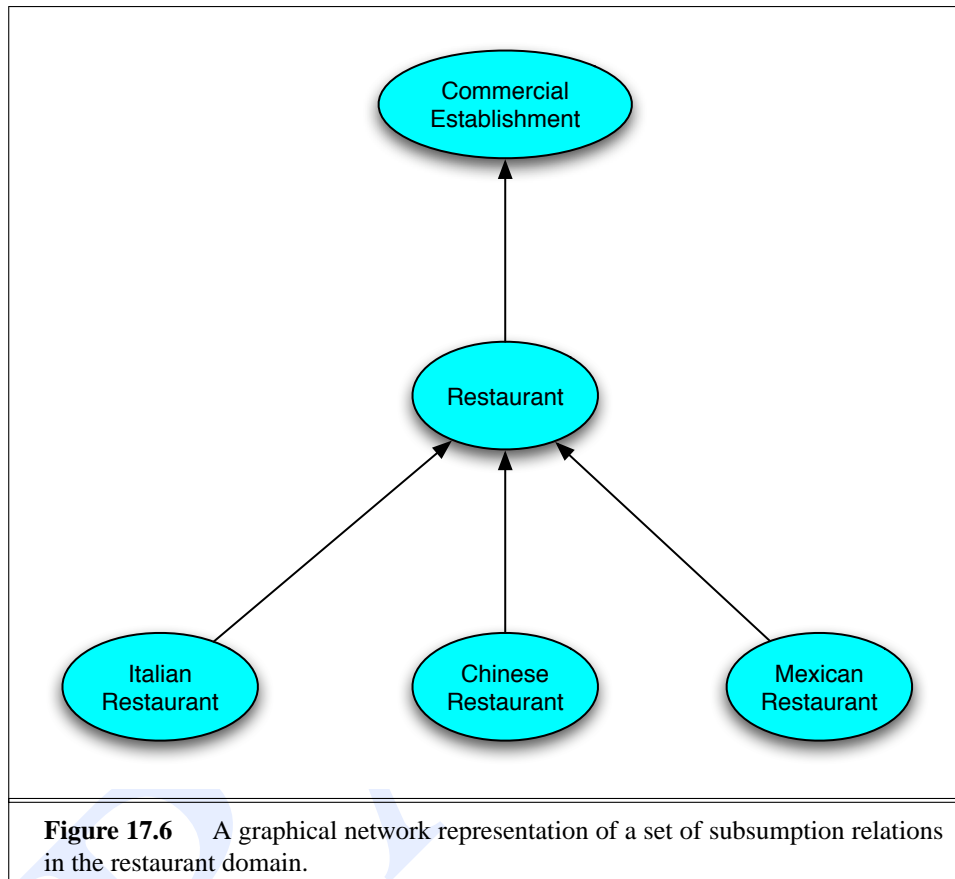 Commercial
Establishment
Restaurant
Italian
Restaurant
Chinese
Restaurant
Mexican
Restaurant
Figure 17.6 A graphical network representation of a set of subsumption relations
in the restaurant domain.